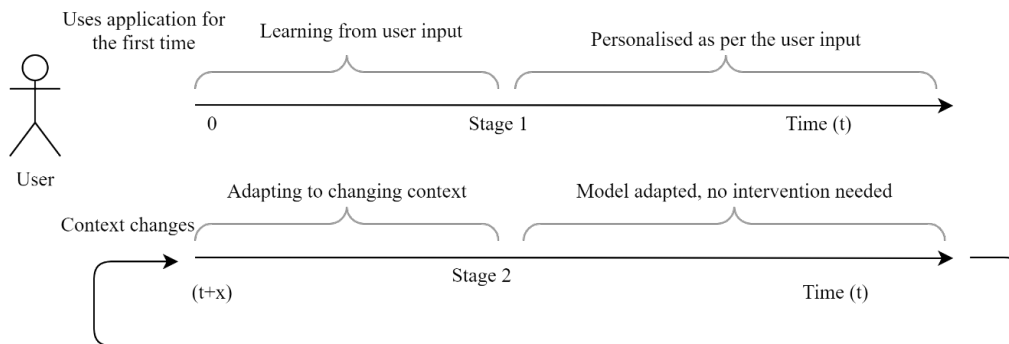 Uses application for
the first time
Learning from user input
Personalised as per the user input
0
Stage 1
Time (t)
User
Adapting to changing context
Model adapted, no intervention needed
Context changes
Stage 2
(t+x)
Time (t)